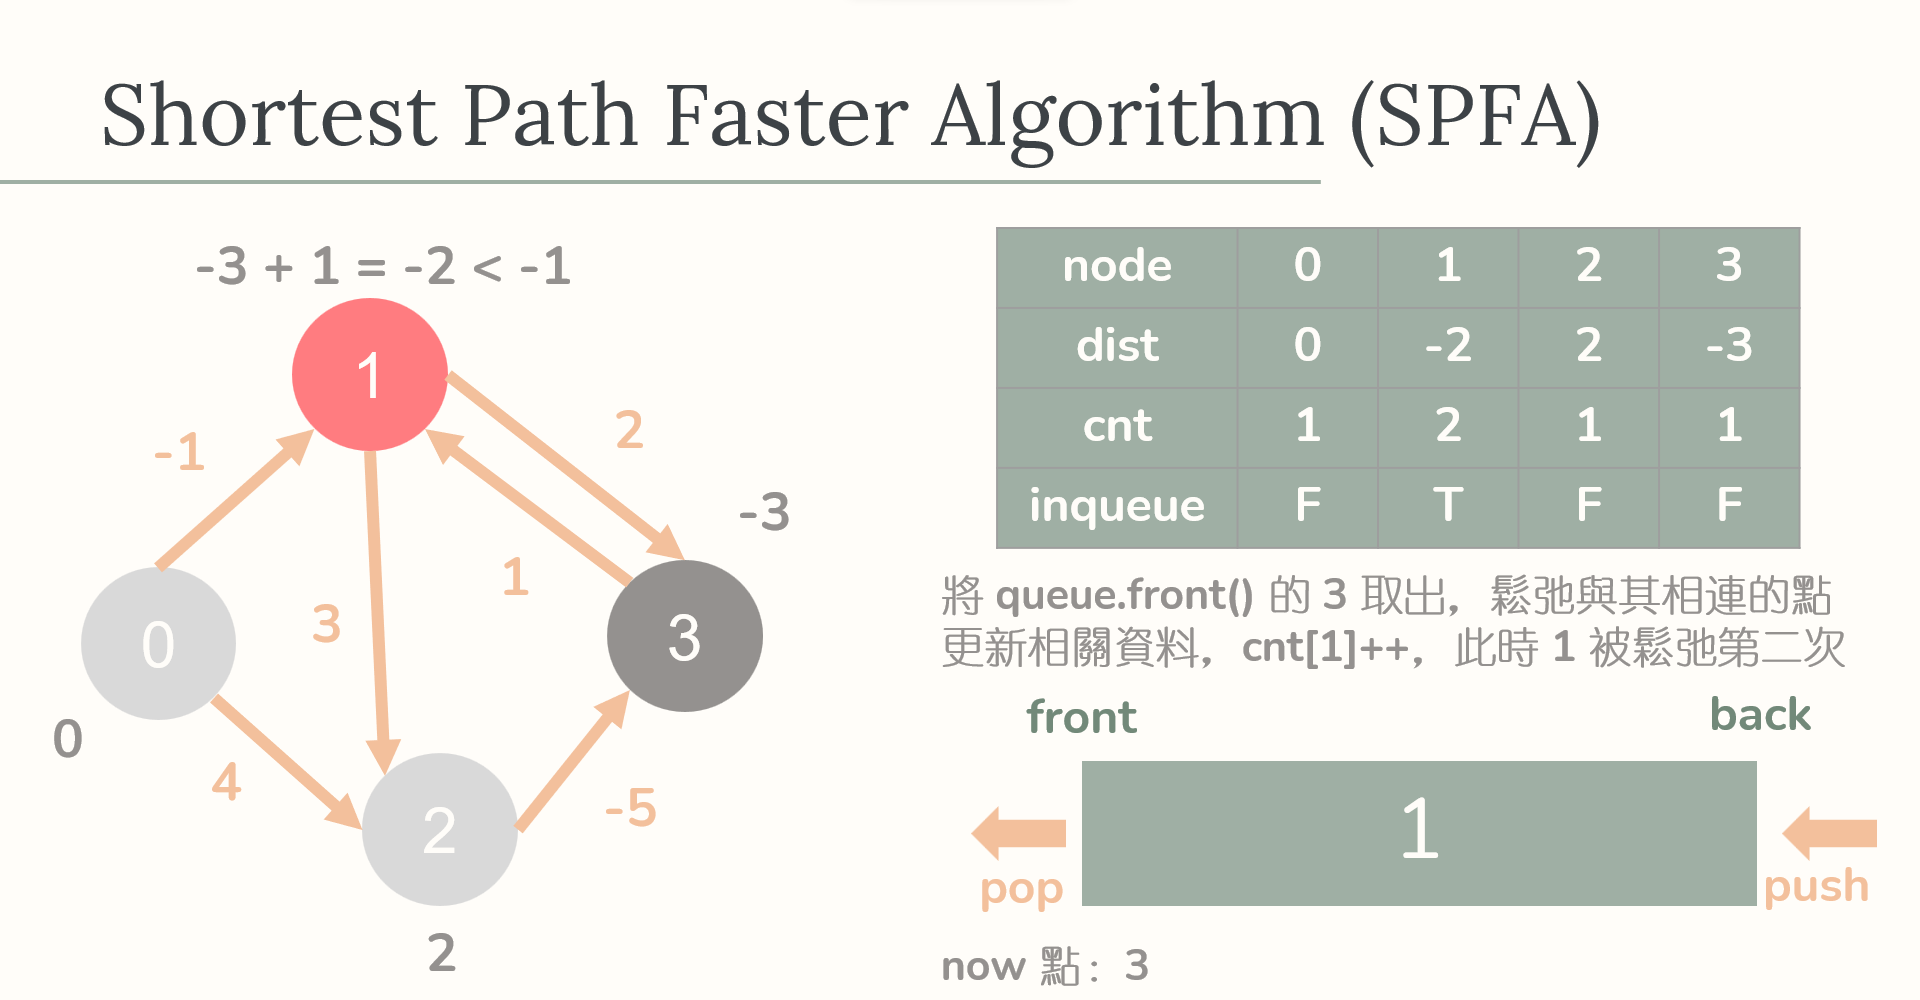 Shortest Path Faster Algorithm (SPFA)
-3 + 1 = -2 < -1
1
-1
2
-3
3
1
0
3
0
4
2
-5
2
node 0 1 2 3
dist 0 -2 2 -3
cnt 1 2 1 1
inqueue F T F F
將 queue.front() 的 3 取出，鬆弛與其相連的點
更新相關資料，cnt[1]++，此時 1 被鬆弛第二次
front back
1
pop push
now 點：3